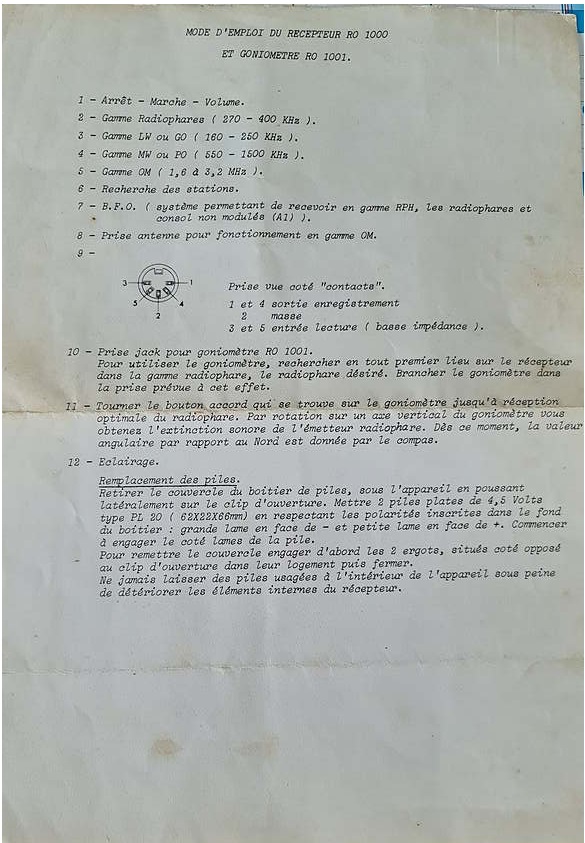 MODE D'EMPLOI DU RECEPTEUR RO 1000
ET GONIOMETRE RO 1001.
1 - Arrêt - Marche - Volume.
2 - Gamme Radiophares ( 270 - 400 KHz ).
3 - Gamme LW ou GO ( 160 - 250 KHz ).
4 - Gamme MW ou PO ( 550 - 1500 KHz ).
5 - Gamme OM ( 1,6 à 3,2 MHz ).
6 - Recherche des stations.
7 - B.F.O. ( système permettant de recevoir en gamme RPH, les radiophares et
consol non modulés (A1) ).
8 - Prise antenne pour fonctionnement en gamme OM.
9 -
3 1
5 4
2
Prise vue coté "contacts".
1 et 4 sortie enregistrement
2 masse
3 et 5 entrée lecture ( basse impédance ).
10 - Prise jack pour goniomètre RO 1001.
Pour utiliser le goniomètre, rechercher en tout premier lieu sur le récepteur
dans la gamme radiophare, le radiophare désiré. Brancher le goniomètre dans
la prise prévue à cet effet.
11 - Tourner le bouton accord qui se trouve sur le goniomètre jusqu'à réception
optimale du radiophare. Par rotation sur un axe vertical du goniomètre vous
obtenez l'extinction sonore de l'émetteur radiophare. Dès ce moment, la valeur
angulaire par rapport au Nord est donnée par le compas.
12 - Eclairage.
Remplacement des piles.
Retirer le couvercle du boitier de piles, sous l'appareil en poussant
latéralement sur le clip d'ouverture. Mettre 2 piles plates de 4,5 Volts
type PL 20 ( 62X22X66mm) en respectant les polarités inscrites dans le fond
du boitier : grande lame en face de - et petite lame en face de +. Commencer
à engager le coté lames de la pile.
Pour remettre le couvercle engager d'abord les 2 ergots, situés coté opposé
au clip d'ouverture dans leur logement puis fermer.
Ne jamais laisser des piles usagées à l'intérieur de l'appareil sous peine
de détériorer les éléments internes du récepteur.